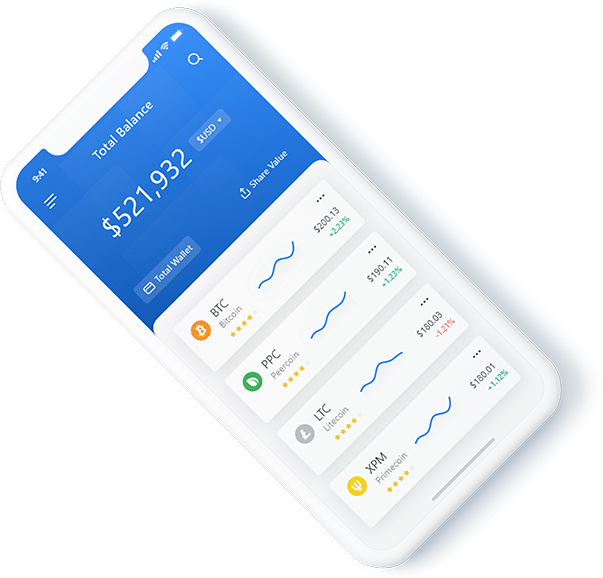 9:41
Total Balance
$521,932
$USD
Total Wallet
Share Value
BTC
Bitcoin
$200.13
+2.23%
PPC
Peercoin
$190.11
+1.23%
LTC
Litecoin
$180.03
-1.21%
XPM
Primecoin
$180.01
+1.12%